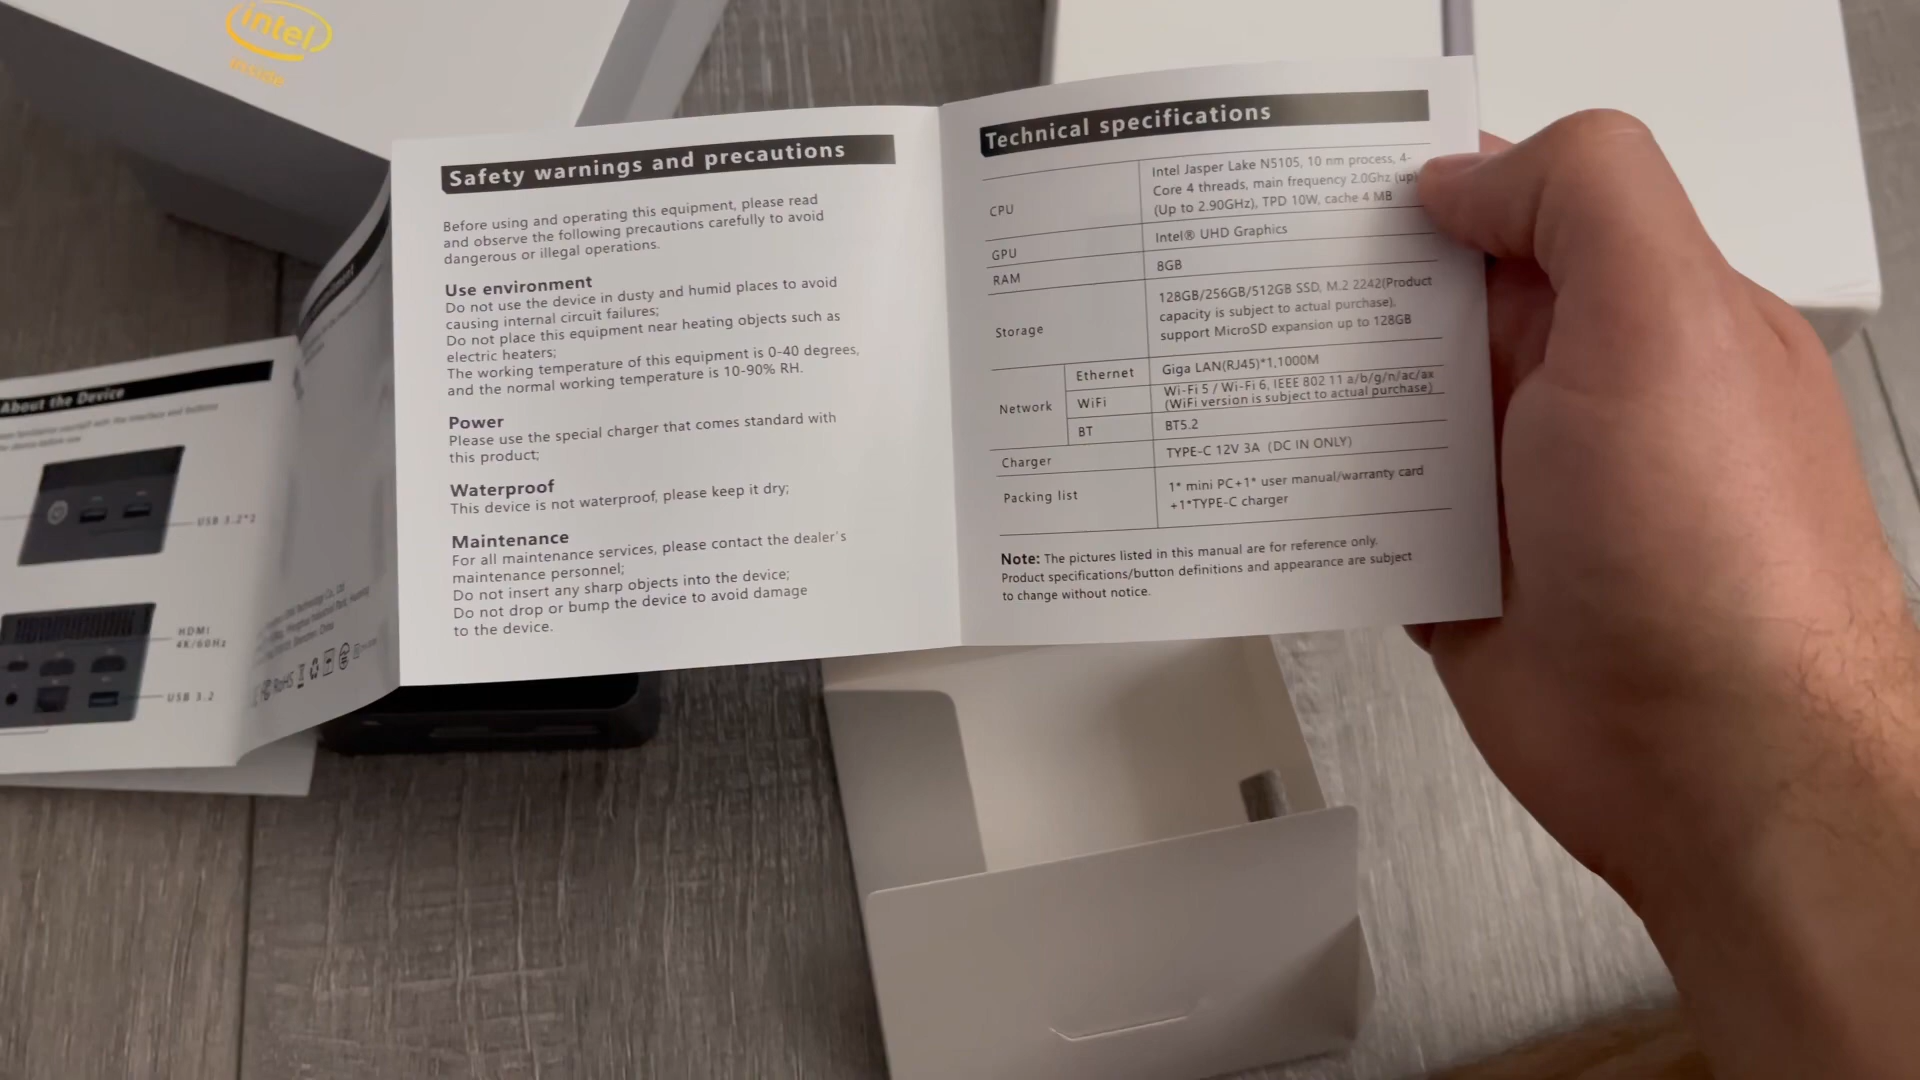 intel
inside
About the Device
USB 3.2*2
HDMI
4K/60Hz
USB 3.2
RoHS
Safety warnings and precautions
Before using and operating this equipment, please read
and observe the following precautions carefully to avoid
dangerous or illegal operations.
Use environment
Do not use the device in dusty and humid places to avoid
causing internal circuit failures;
Do not place this equipment near heating objects such as
electric heaters;
The working temperature of this equipment is 0-40 degrees,
and the normal working temperature is 10-90% RH.
Power
Please use the special charger that comes standard with
this product;
Waterproof
This device is not waterproof, please keep it dry;
Maintenance
For all maintenance services, please contact the dealer's
maintenance personnel;
Do not insert any sharp objects into the device;
Do not drop or bump the device to avoid damage
to the device.
Technical specifications
CPU
Intel Jasper Lake N5105, 10 nm process, 4-
Core 4 threads, main frequency 2.0Ghz (up)
(Up to 2.90GHz), TPD 10W, cache 4 MB
GPU
Intel® UHD Graphics
RAM
8GB
Storage
128GB/256GB/512GB SSD, M.2 2242(Product
capacity is subject to actual purchase),
support MicroSD expansion up to 128GB
Network
Ethernet
Giga LAN(RJ45)*1,1000M
WiFi
Wi-Fi 5 / Wi-Fi 6, IEEE 802 11 a/b/g/n/ac/ax
(WiFi version is subject to actual purchase)
BT
BT5.2
Charger
TYPE-C 12V 3A (DC IN ONLY)
Packing list
1* mini PC+1* user manual/warranty card
+1*TYPE-C charger
Note: The pictures listed in this manual are for reference only.
Product specifications/button definitions and appearance are subject
to change without notice.